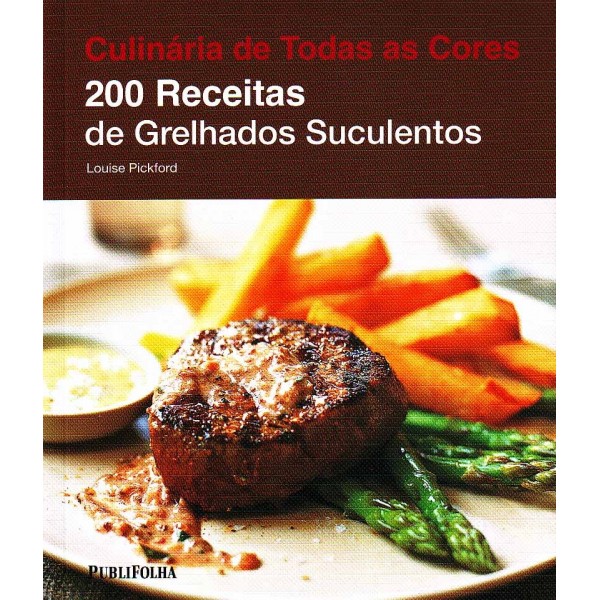 Culinária de Todas as Cores
200 Receitas
de Grelhados Suculentos
Louise Pickford
PUBLIFOLHA